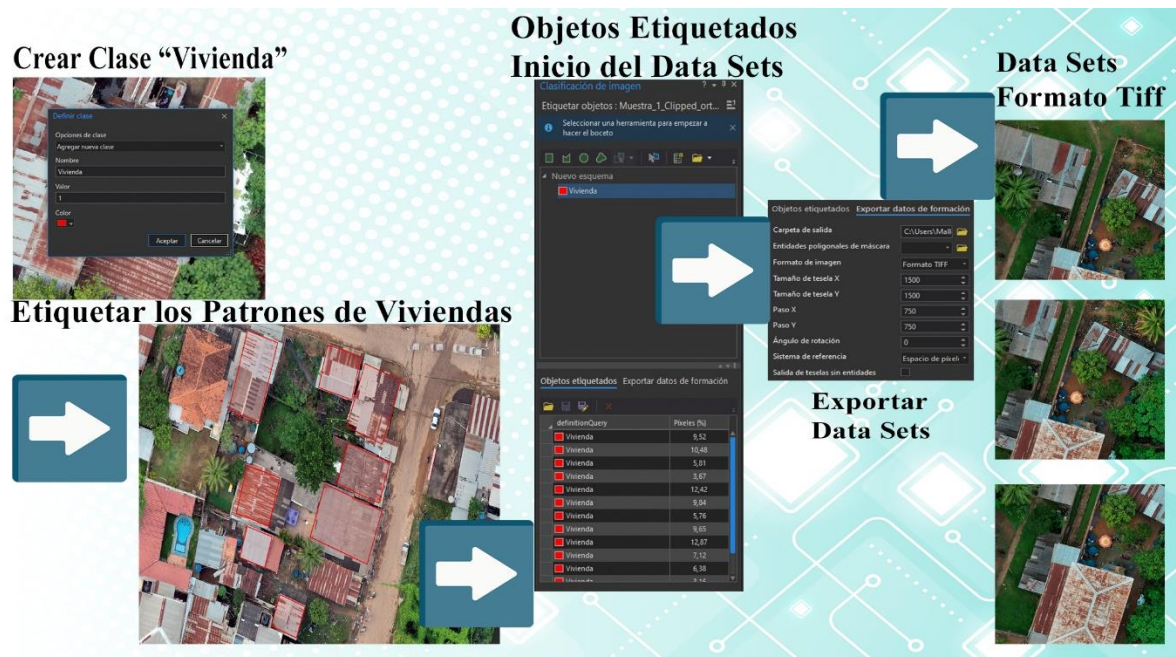 Crear Clase “Vivienda”
Definir clase
Opciones de clase
Agregar nueva clase
Nombre
Vivienda
Valor
1
Color
Aceptar Cancelar
Etiquetar los Patrones de Viviendas
Objetos Etiquetados
Inicio del Data Sets
Clasificación de imagen
Etiquetar objetos : Muestra_1_Clipped_ort...
Seleccionar una herramienta para empezar a
hacer el boceto
Nuevo esquema
Vivienda
Objetos etiquetados Exportar datos de formación
definitionQuery Píxeles (%)
Vivienda 9,52
Vivienda 10,48
Vivienda 5,81
Vivienda 3,67
Vivienda 12,42
Vivienda 9,04
Vivienda 5,76
Vivienda 9,65
Vivienda 12,87
Vivienda 7,12
Vivienda 6,38
Vivienda 3,16
Objetos etiquetados Exportar datos de formación
Carpeta de salida C:\Users\Mall
Entidades poligonales de máscara
Formato de imagen Formato TIFF
Tamaño de tesela X 1500
Tamaño de tesela Y 1500
Paso X 750
Paso Y 750
Ángulo de rotación 0
Sistema de referencia Espacio de píxel
Salida de teselas sin entidades
Exportar
Data Sets
Data Sets
Formato Tiff